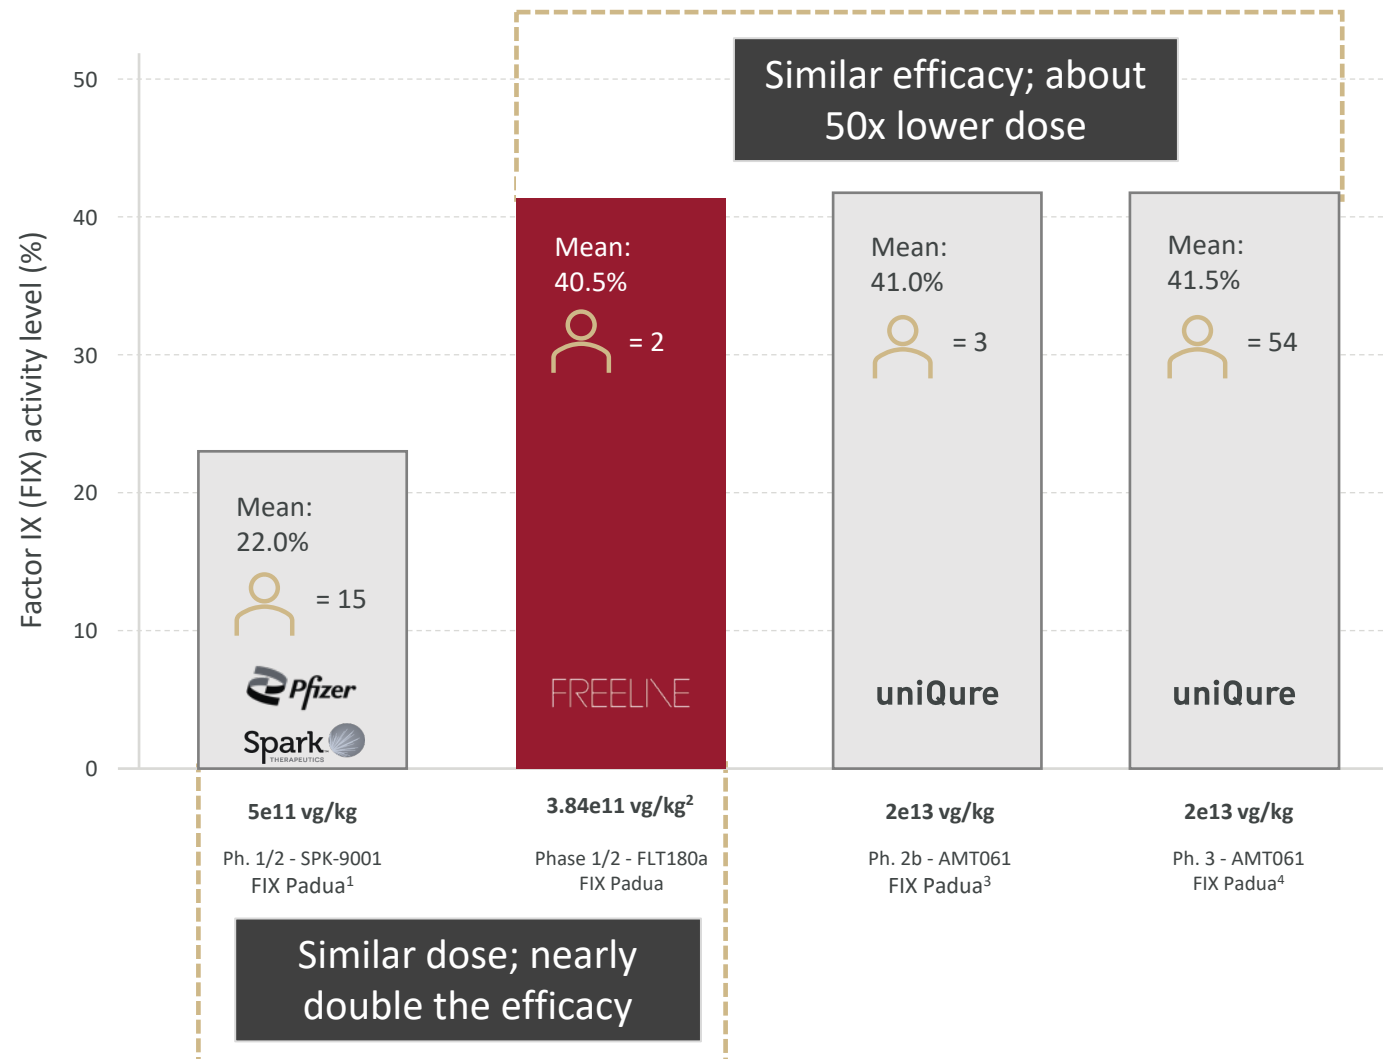 Similar efficacy; about
50x lower dose
Factor IX (FIX) activity level (%)
50
40
30
20
10
0
Mean:
22.0%
= 15
Pfizer
Spark
THERAPEUTICS
Mean:
40.5%
= 2
FREELINE
Mean:
41.0%
= 3
uniQure
Mean:
41.5%
= 54
uniQure
5e11 vg/kg
Ph. 1/2 - SPK-9001
FIX Padua¹
3.84e11 vg/kg²
Phase 1/2 - FLT180a
FIX Padua
2e13 vg/kg
Ph. 2b - AMT061
FIX Padua³
2e13 vg/kg
Ph. 3 - AMT061
FIX Padua⁴
Similar dose; nearly
double the efficacy